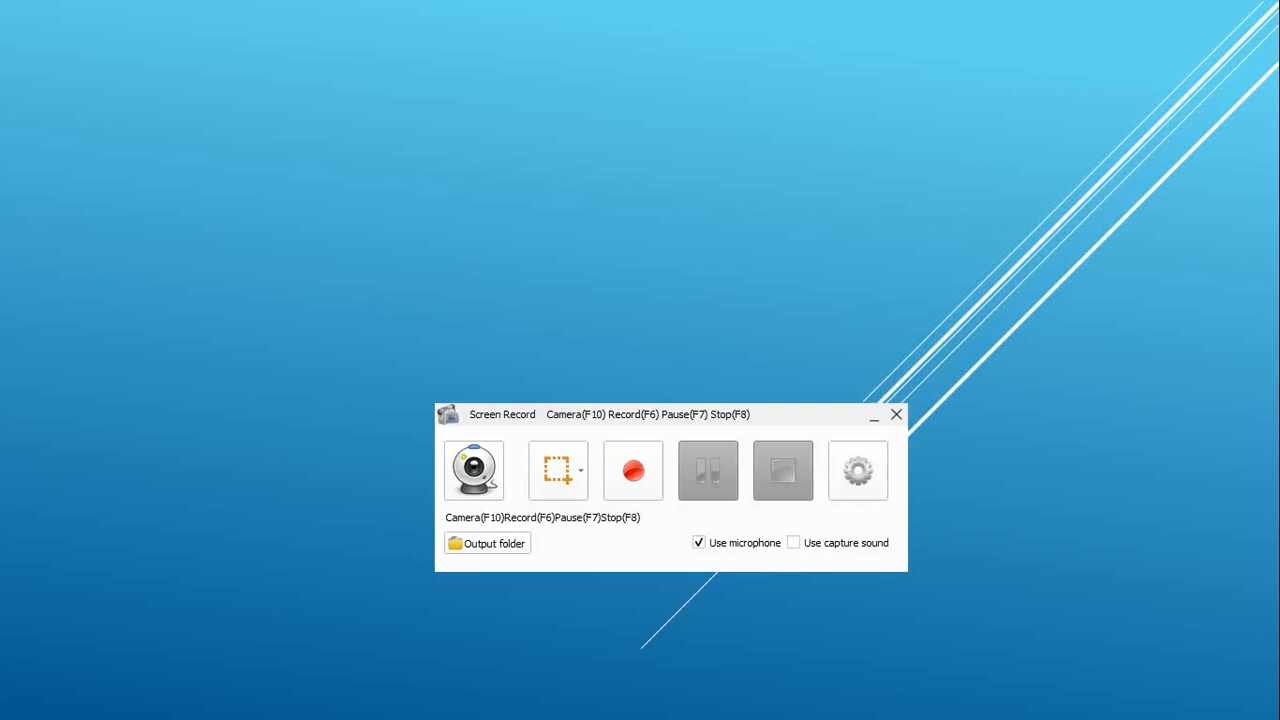 Screen Record Camera(F10) Record(F6) Pause(F7) Stop(F8)
Camera(F10)Record(F6)Pause(F7)Stop(F8)
Output folder Use microphone Use capture sound